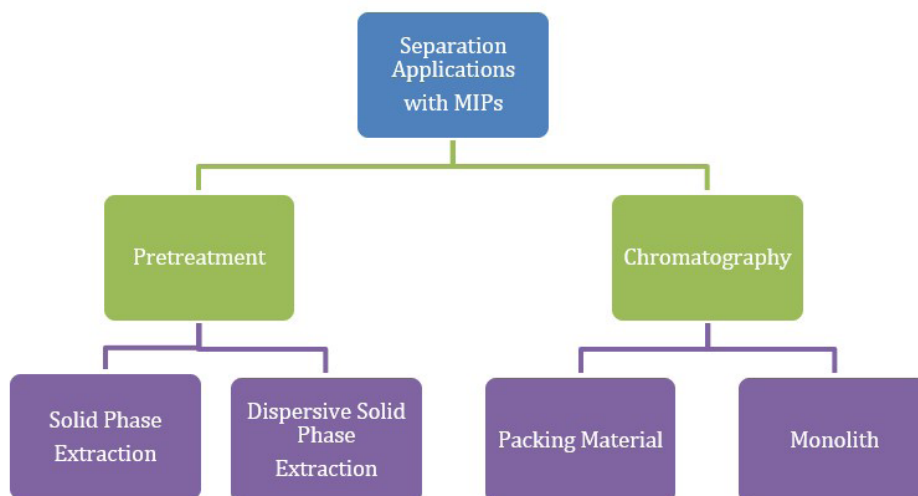 Separation
Applications
with MIPs
Pretreatment
Chromatography
Solid Phase
Extraction
Dispersive Solid
Phase
Extraction
Packing Material
Monolith